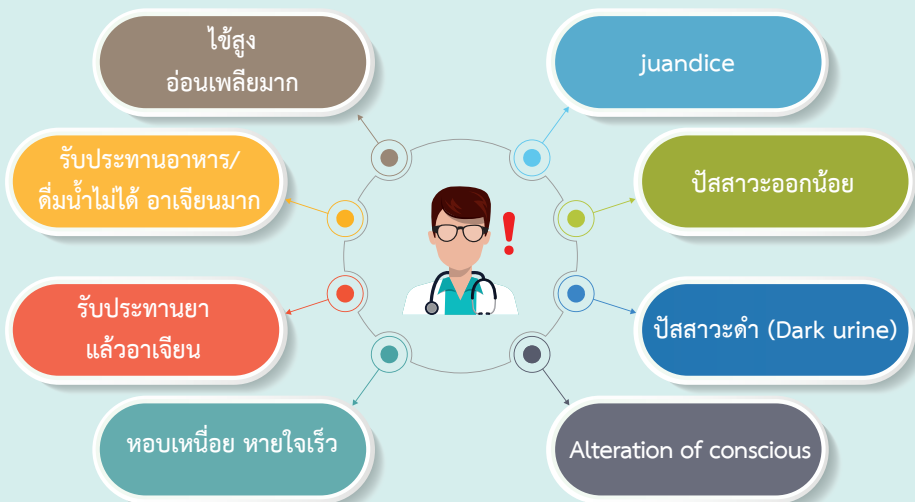 ไข้สูง
อ่อนเพลียมาก
juandice
รับประทานอาหาร/
ดื่มน้ำไม่ได้ อาเจียนมาก
ปัสสาวะออกน้อย
รับประทานยา
แล้วอาเจียน
ปัสสาวะดำ (Dark urine)
หอบเหนื่อย หายใจเร็ว
Alteration of conscious